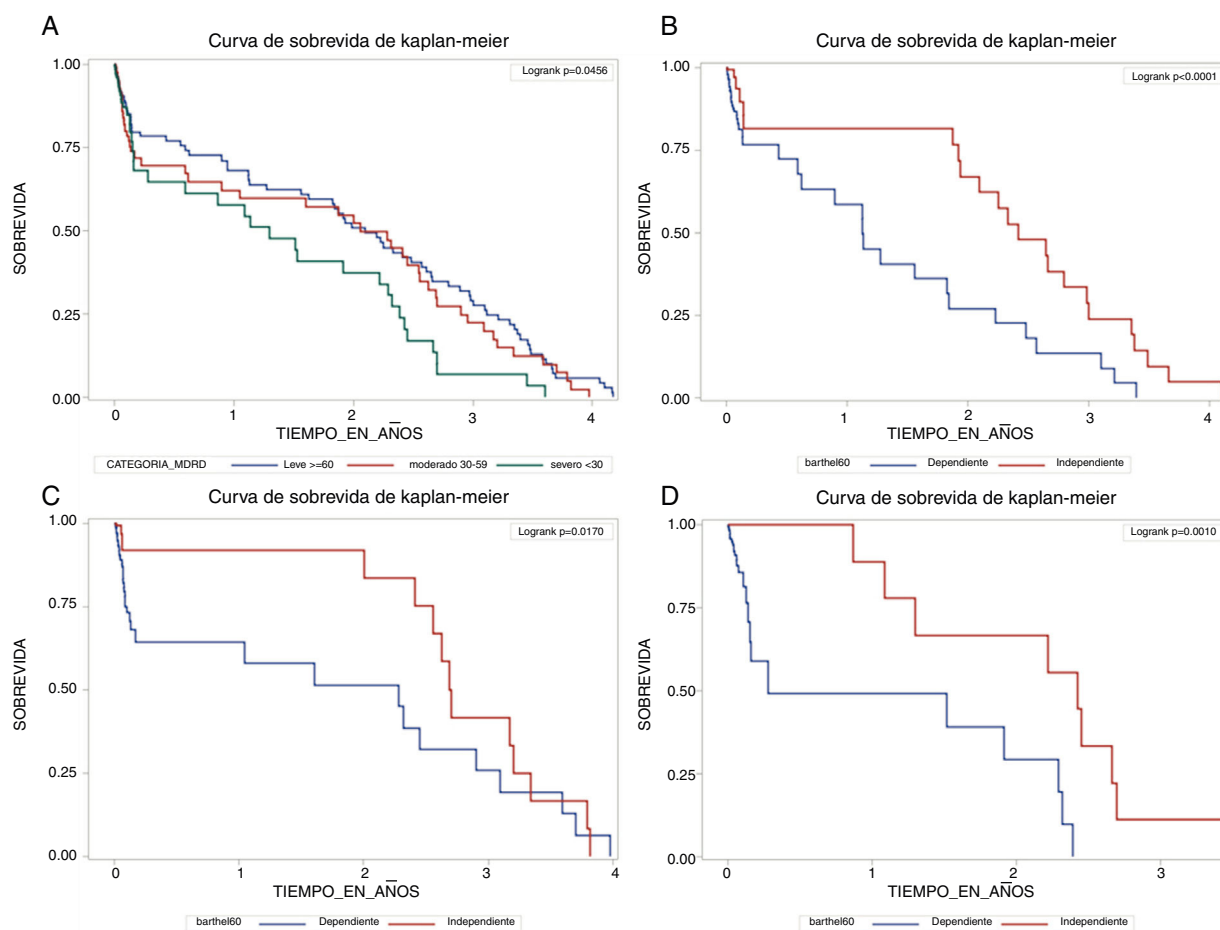 A
Curva de sobrevida de kaplan-meier
Logrank p=0.0456
1.00
0.75
0.50
0.25
0.00
SOBREVIDA
0 1 2 3 4
TIEMPO_EN_AÑOS
CATEGORIA_MDRD Leve >=60 moderado 30-59 severo <30
B
Curva de sobrevida de kaplan-meier
Logrank p<0.0001
1.00
0.75
0.50
0.25
0.00
SOBREVIDA
0 1 2 3 4
TIEMPO_EN_AÑOS
barthel60 Dependiente Independiente
C
Curva de sobrevida de kaplan-meier
Logrank p=0.0170
1.00
0.75
0.50
0.25
0.00
SOBREVIDA
0 1 2 3 4
TIEMPO_EN_AÑOS
barthel60 Dependiente Independiente
D
Curva de sobrevida de kaplan-meier
Logrank p=0.0010
1.00
0.75
0.50
0.25
0.00
SOBREVIDA
0 1 2 3
TIEMPO_EN_AÑOS
barthel60 Dependiente Independiente